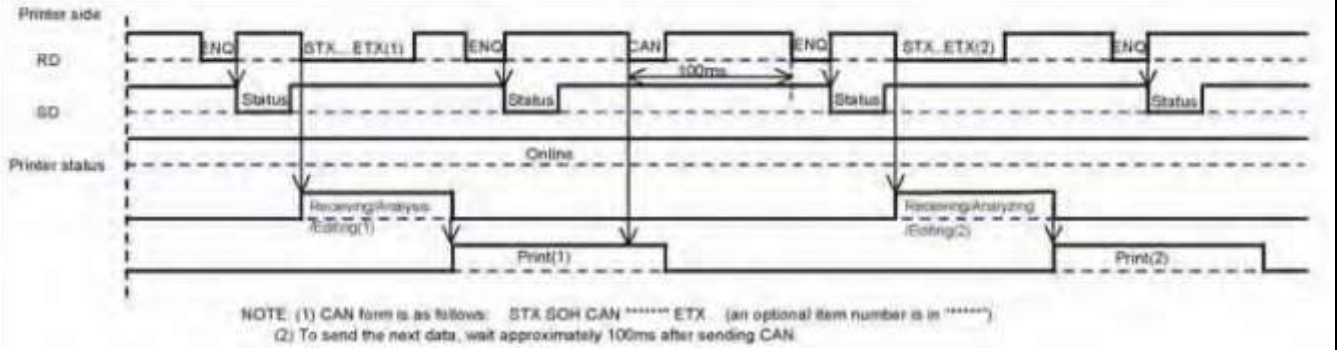 Printer side
RD ENQ STX... ETX(1) ENQ CAN ENQ STX...ETX(2) ENQ
100ms
SD Status Status Status Status
Printer status Online
Receiving/Analysis Receiving/Analyzing
/Editing(1) /Editing(2)
Print(1) Print(2)
NOTE: (1) CAN form is as follows: STX SOH CAN ******* ETX (an optional item number is in "******")
(2) To send the next data, wait approximately 100ms after sending CAN.